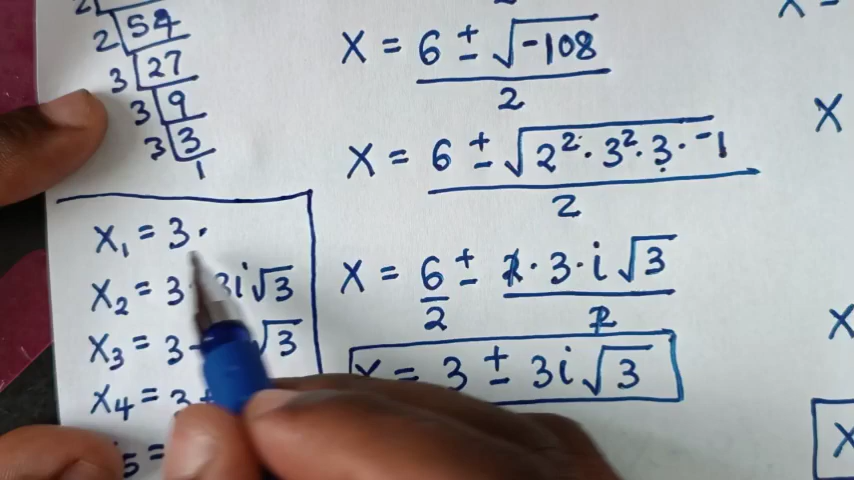 2
2 54
3 27
3 9
3 3
1
X₁ = 3 ·
X₂ = 3 3i√3
X₃ = 3 √3
X₄ = 3
5 =
X = 6 ± √-108
2
X = 6 ± √2² · 3² · 3 · -1
2
X = 6/2 ± 2 · 3 · i √3 / 2
X = 3 ± 3i √3
X
X
X
X